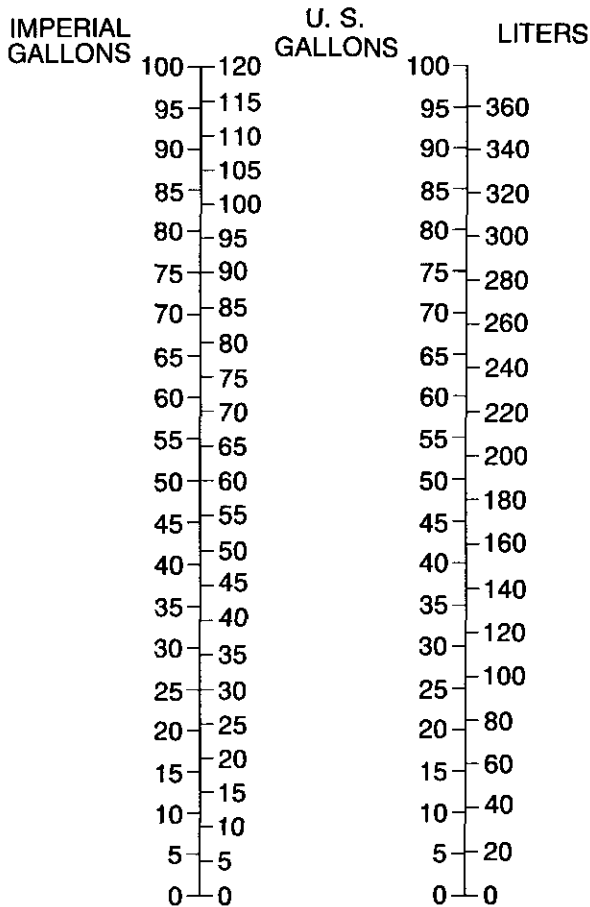 IMPERIAL
GALLONS
U. S.
GALLONS
LITERS
100 120 100
95 115 95 360
90 110 90 340
105
85 100 85 320
80 95 80 300
75 90 75 280
70 85 70 260
65 80 65
60 75 60 240
70 220
55 65 55 200
50 60 50
45 55 45 180
40 50 40 160
35 45 35 140
30 40 30 120
35
25 30 25 100
20 25 20 80
15 20 15 60
10 15 10 40
10
5 5 5 20
0 0 0 0